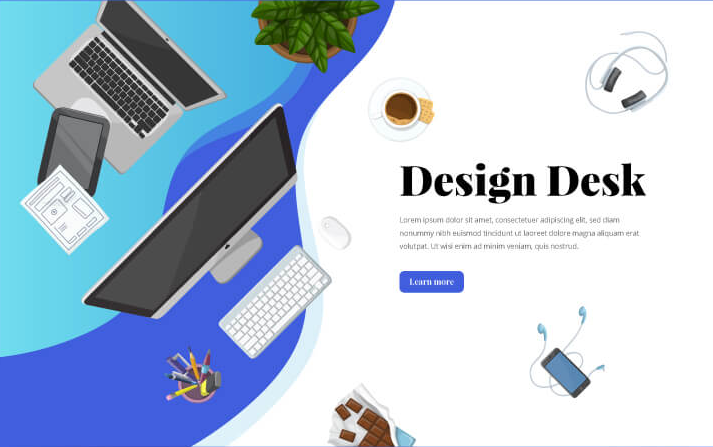 Design Desk
Lorem ipsum dolor sit amet, consectetuer adipiscing elit, sed diam
nonummy nibh euismod tincidunt ut laoreet dolore magna aliquam erat
volutpat. Ut wisi enim ad minim veniam, quis nostrud.
Learn more